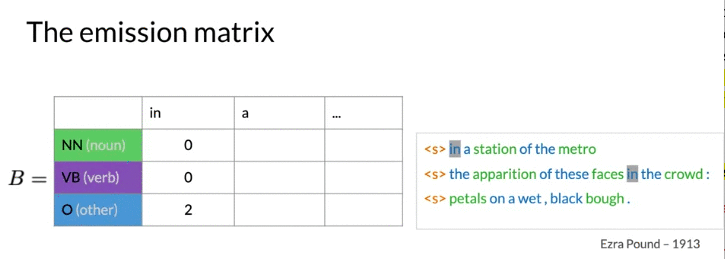 The emission matrix
in a ...
NN (noun) 0
B = VB (verb) 0
O (other) 2
<s> in a station of the metro
<s> the apparition of these faces in the crowd :
<s> petals on a wet , black bough .
Ezra Pound – 1913